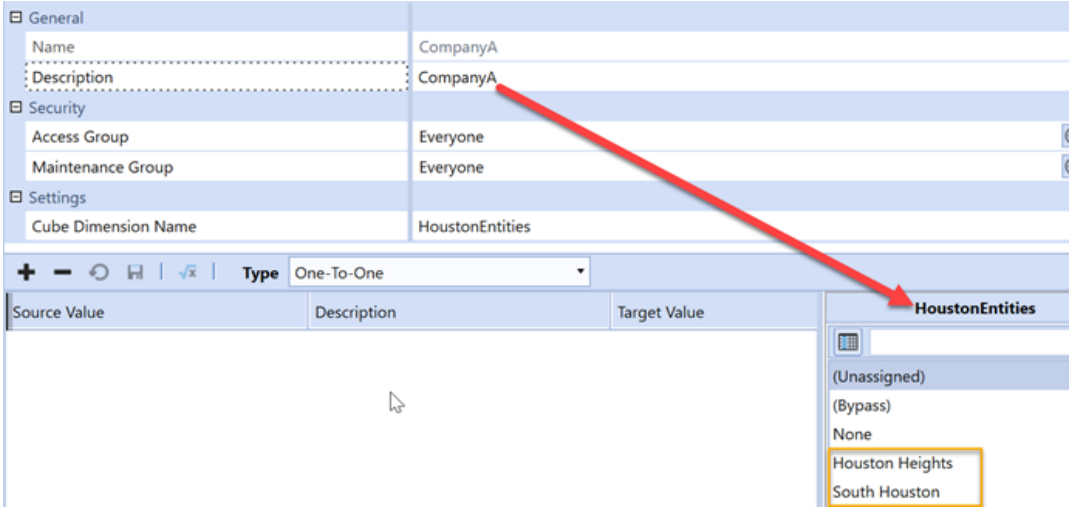 General
Name CompanyA
Description CompanyA
Security
Access Group Everyone
Maintenance Group Everyone
Settings
Cube Dimension Name HoustonEntities
Type One-To-One
Source Value Description Target Value HoustonEntities
(Unassigned)
(Bypass)
None
Houston Heights
South Houston